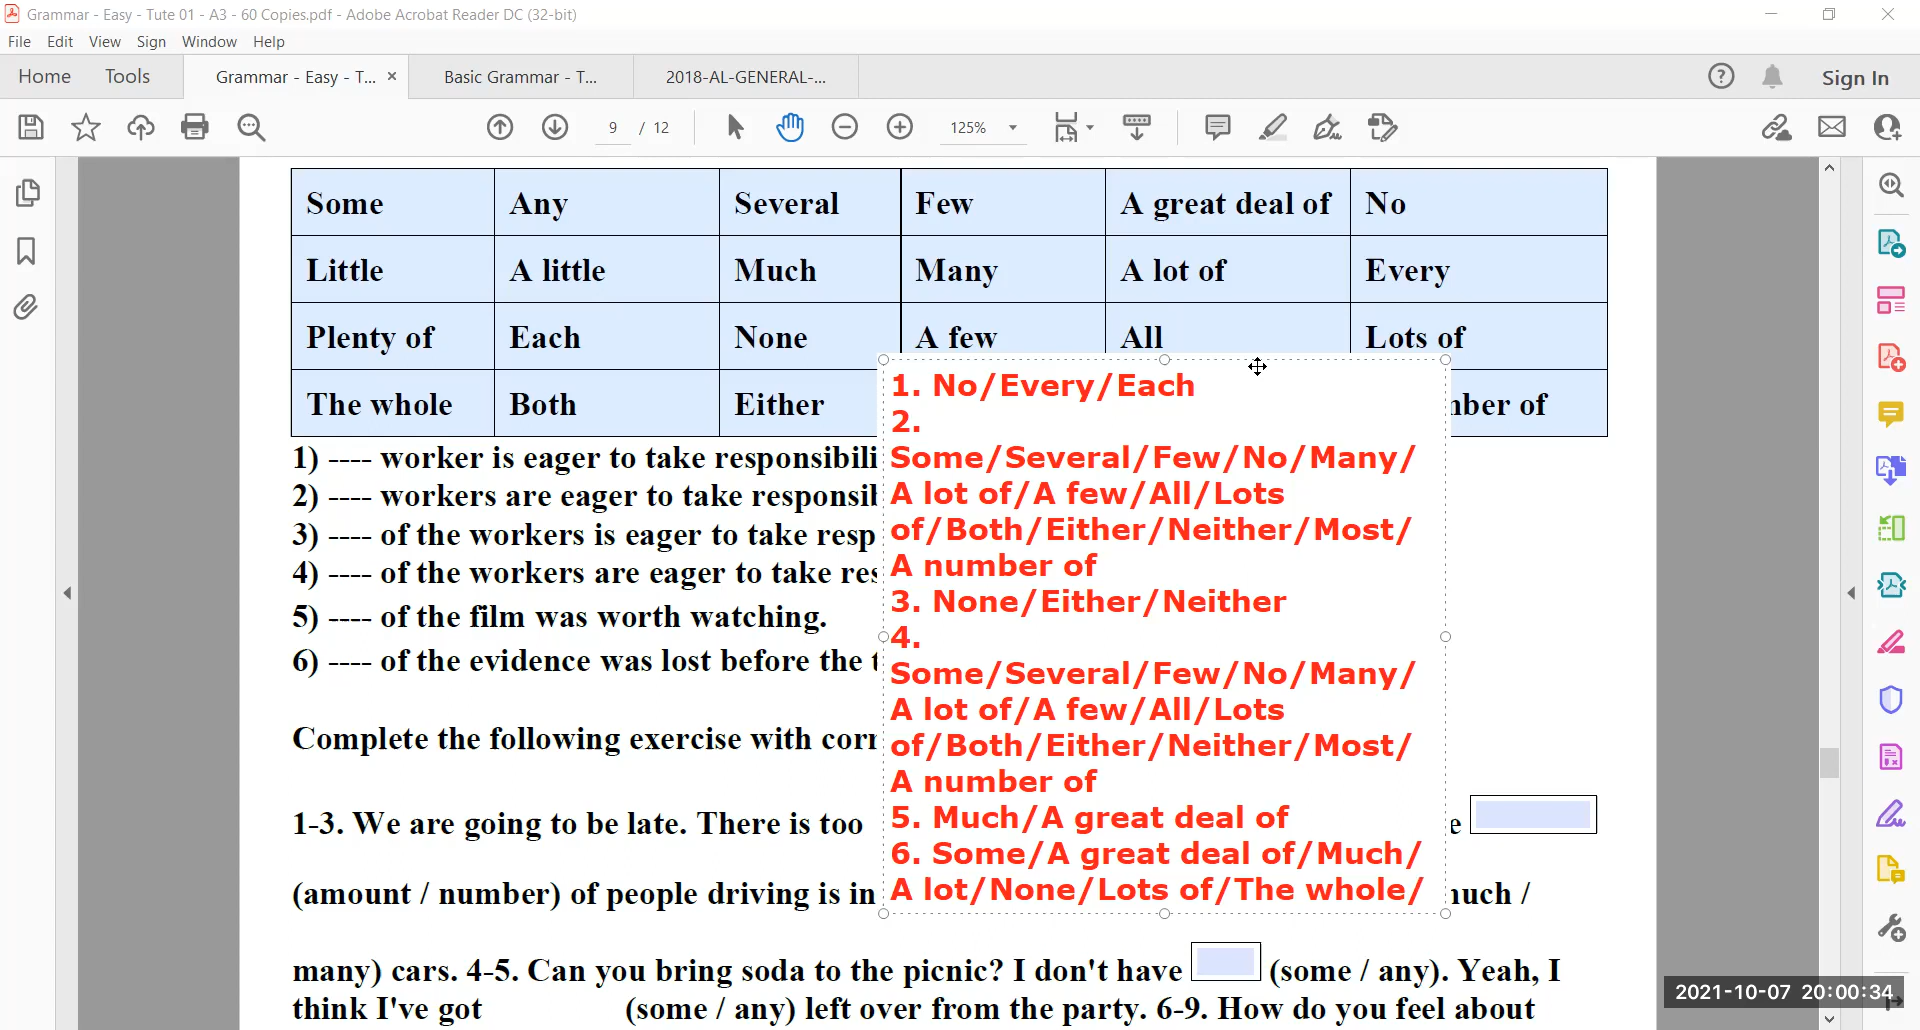 Grammar - Easy - Tute 01 - A3 - 60 Copies.pdf - Adobe Acrobat Reader DC (32-bit)
File Edit View Sign Window Help
Home Tools Grammar - Easy - T... × Basic Grammar - T... 2018-AL-GENERAL-... Sign In
9 / 12 125%
Some Any Several Few A great deal of No
Little A little Much Many A lot of Every
Plenty of Each None A few All Lots of
The whole Both Either of
1. No/Every/Each
2.
Some/Several/Few/No/Many/
A lot of/A few/All/Lots
of/Both/Either/Neither/Most/
A number of
3. None/Either/Neither
4.
Some/Several/Few/No/Many/
A lot of/A few/All/Lots
of/Both/Either/Neither/Most/
A number of
5. Much/A great deal of
6. Some/A great deal of/Much/
A lot/None/Lots of/The whole/
1) ---- worker is eager to take
2) ---- workers are eager to take
3) ---- of the workers is eager to take
4) ---- of the workers are eager to take
5) ---- of the film was worth watching.
6) ---- of the evidence was lost before the
Complete the following exercise with
1-3. We are going to be late. There is too
(amount / number) of people driving is in /
many) cars. 4-5. Can you bring soda to the picnic? I don't have (some / any). Yeah, I
think I've got (some / any) left over from the party. 6-9. How do you feel about
2021-10-07 20:00:34